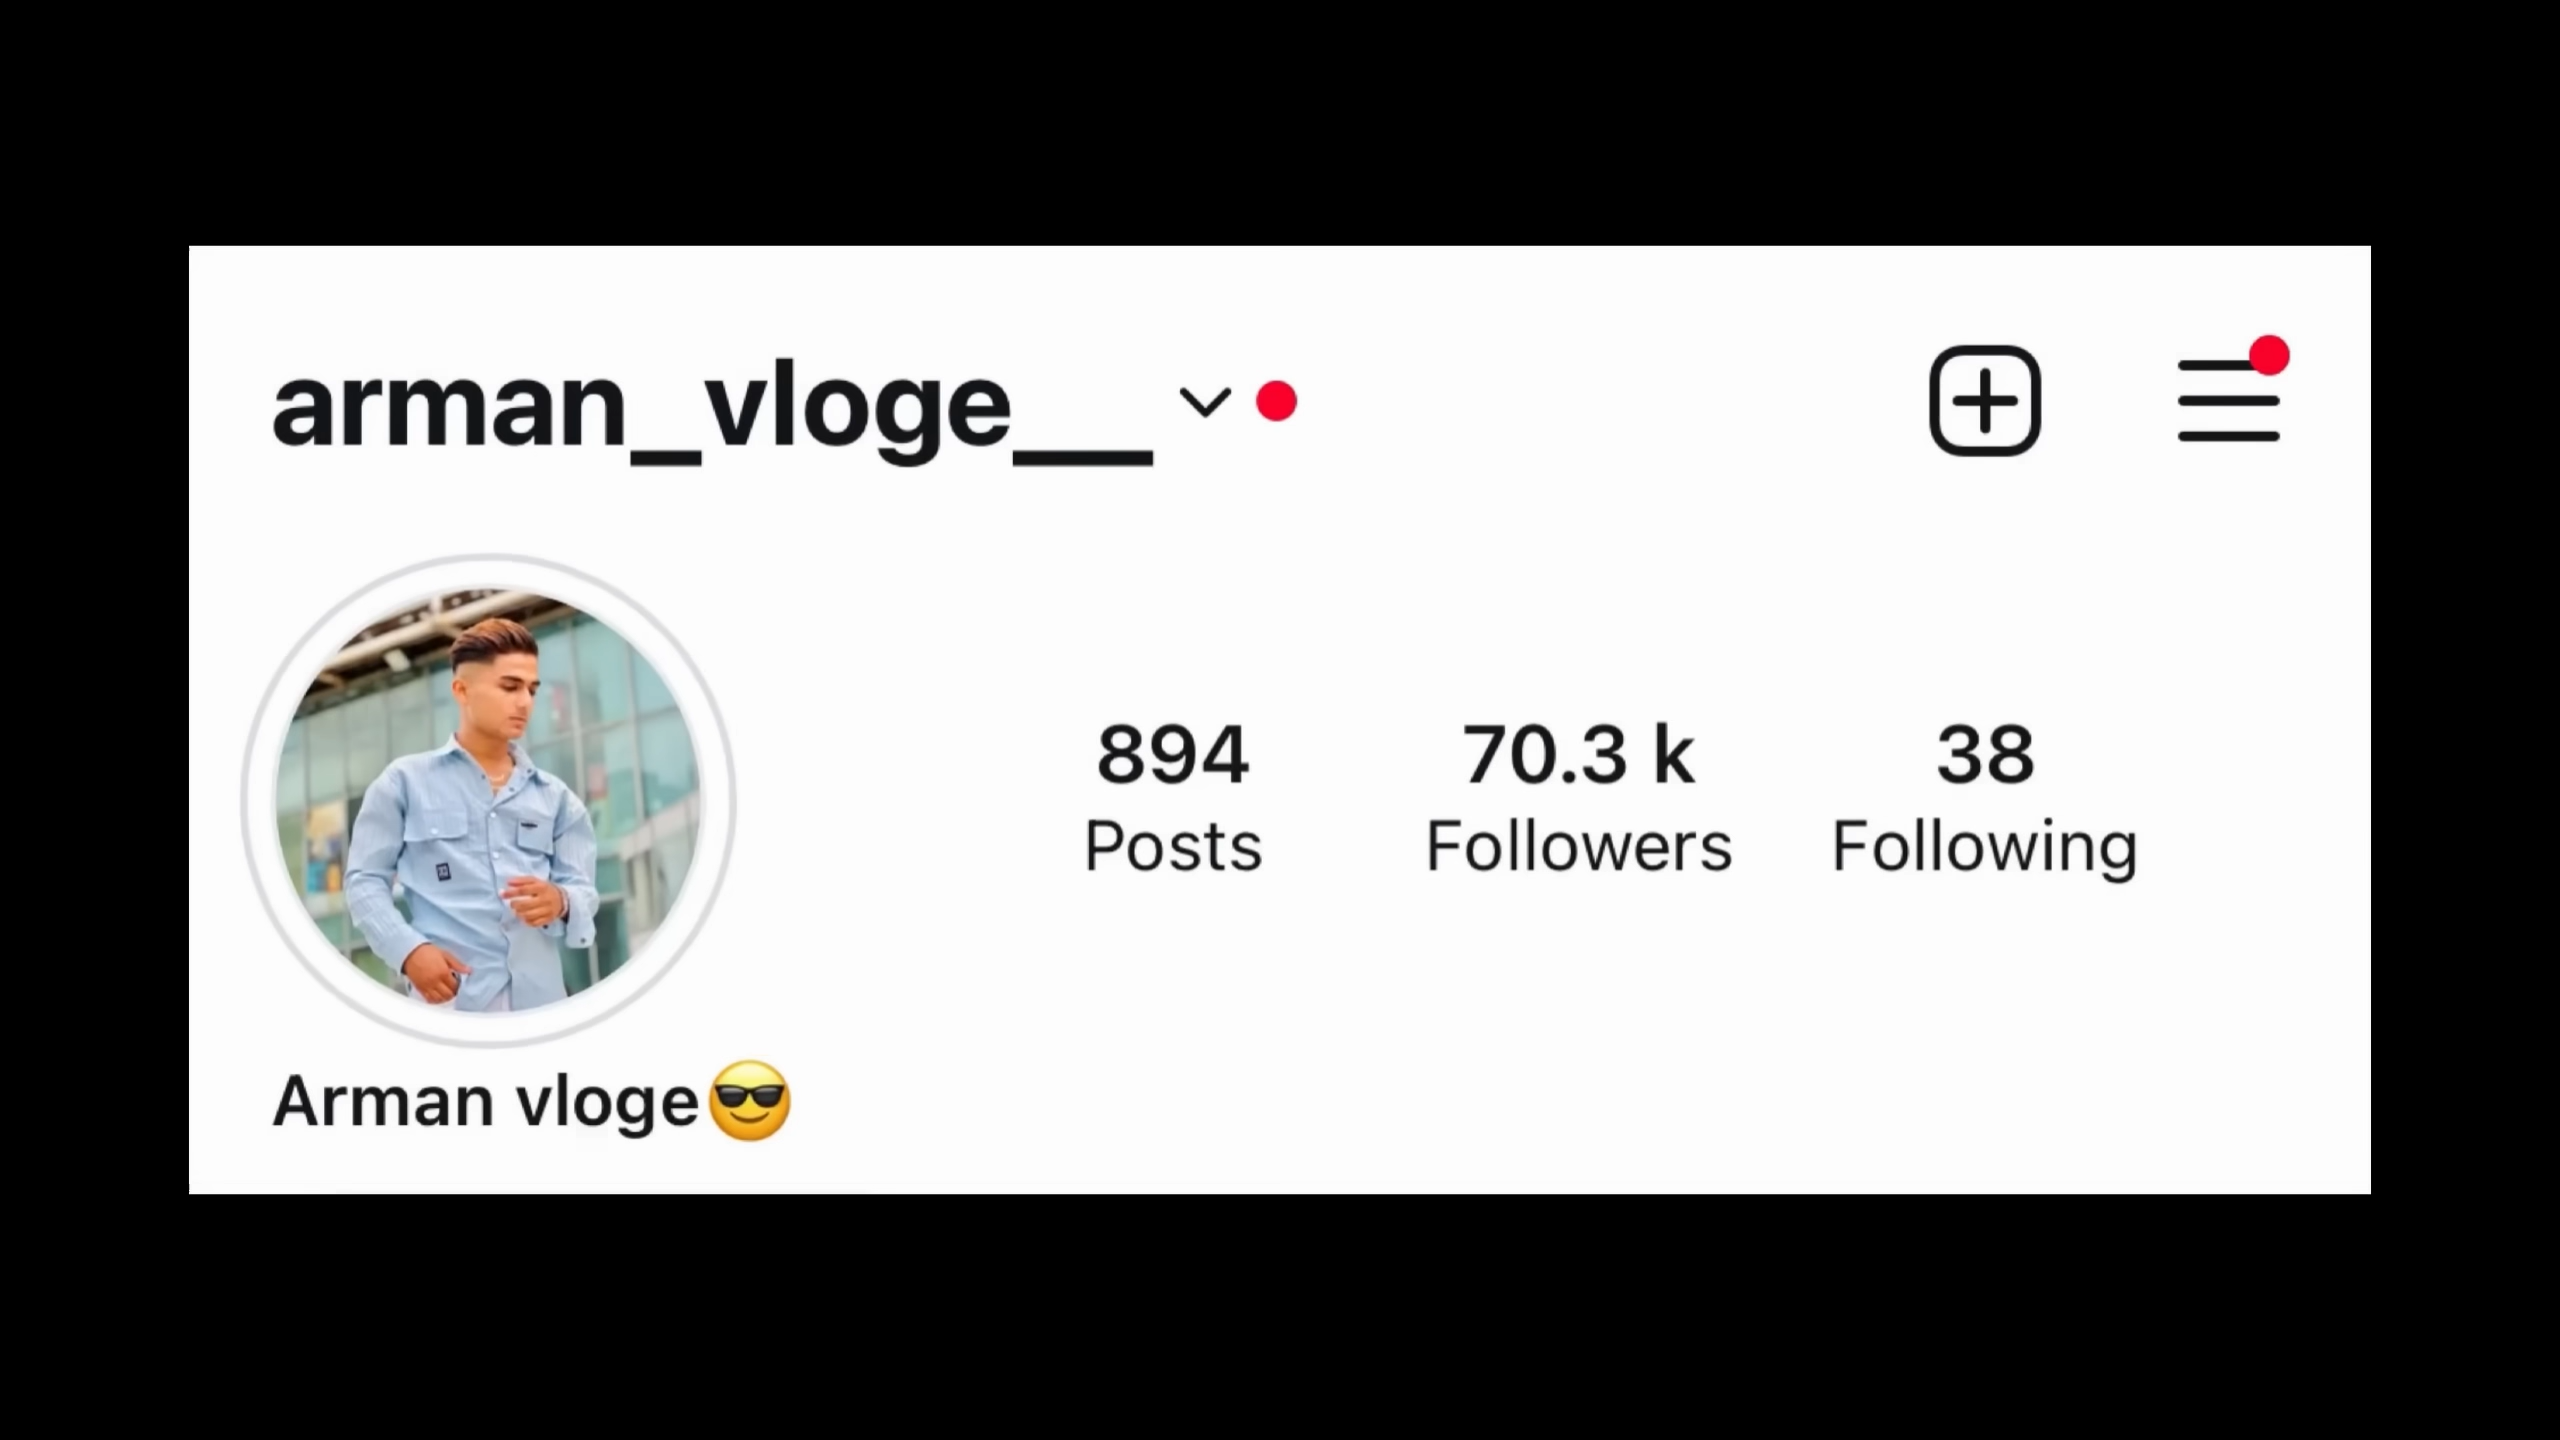 arman_vloge__
894 70.3 k 38
Posts Followers Following
Arman vloge😎